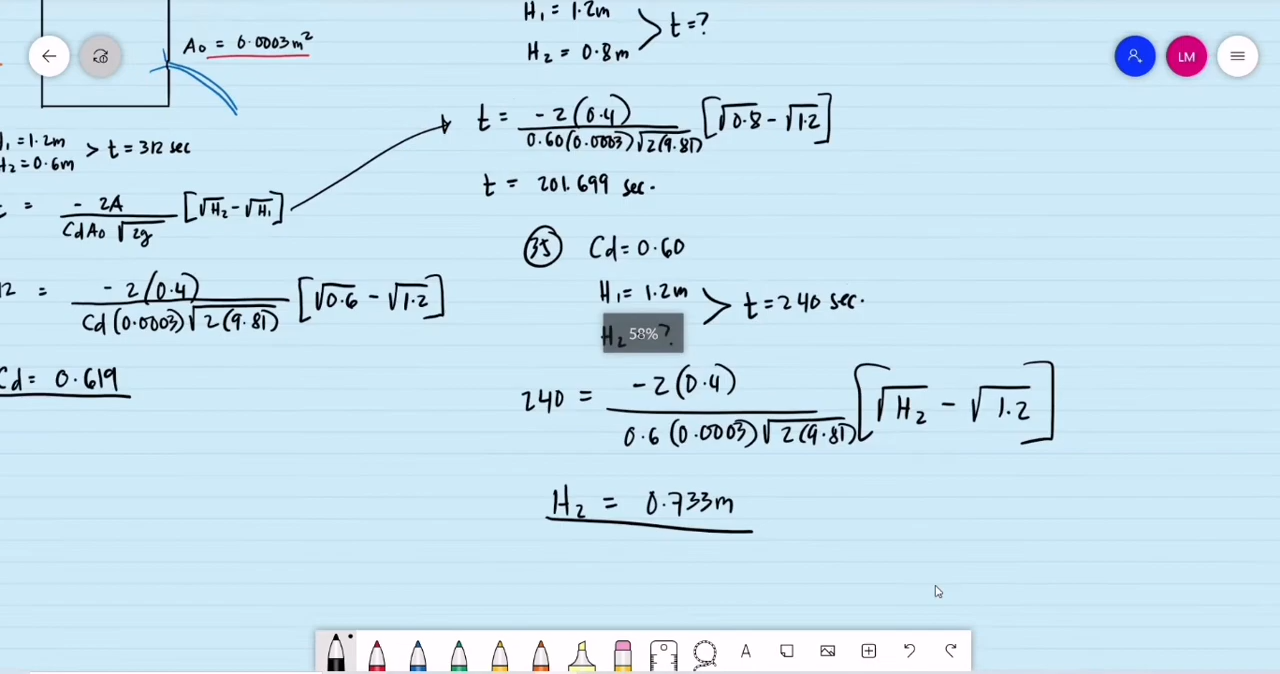 H₁ = 1.2m
H₂ = 0.8m > t = ?
A₀ = 0.0003m²
LM
t = -2(0.4) / 0.60(0.0003)√2(9.81) [√0.8 - √1.2]
H₁ = 1.2m
H₂ = 0.6m > t = 312 sec
t = 201.699 sec.
= -2A / CdA₀ √2g [√H₂ - √H₁]
35 Cd = 0.60
H₁ = 1.2m
H₂ ? > t = 240 sec.
58%
12 = -2(0.4) / Cd(0.0003)√2(9.81) [√0.6 - √1.2]
Cd = 0.619
240 = -2(0.4) / 0.6(0.0003)√2(9.81) [√H₂ - √1.2]
H₂ = 0.733m
A